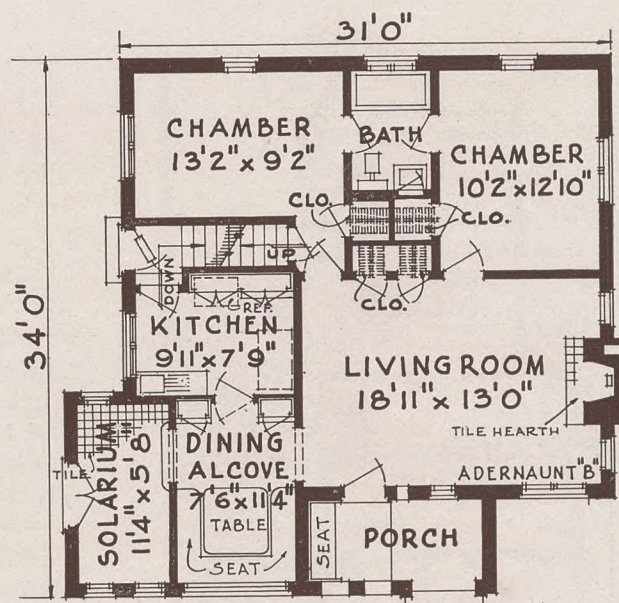 31'0"
34'0"
CHAMBER
13'2" x 9'2"
BATH
CHAMBER
10'2" x 12'10"
CLO.
CLO.
UP
DOWN
CLO.
REF.
KITCHEN
9'11" x 7'9"
LIVING ROOM
18'11" x 13'0"
TILE HEARTH
ADERNAUNT "B"
TILE
SOLARIUM
11'4" x 5'8"
DINING
ALCOVE
7'6" x 11'4"
TABLE
SEAT
SEAT
PORCH